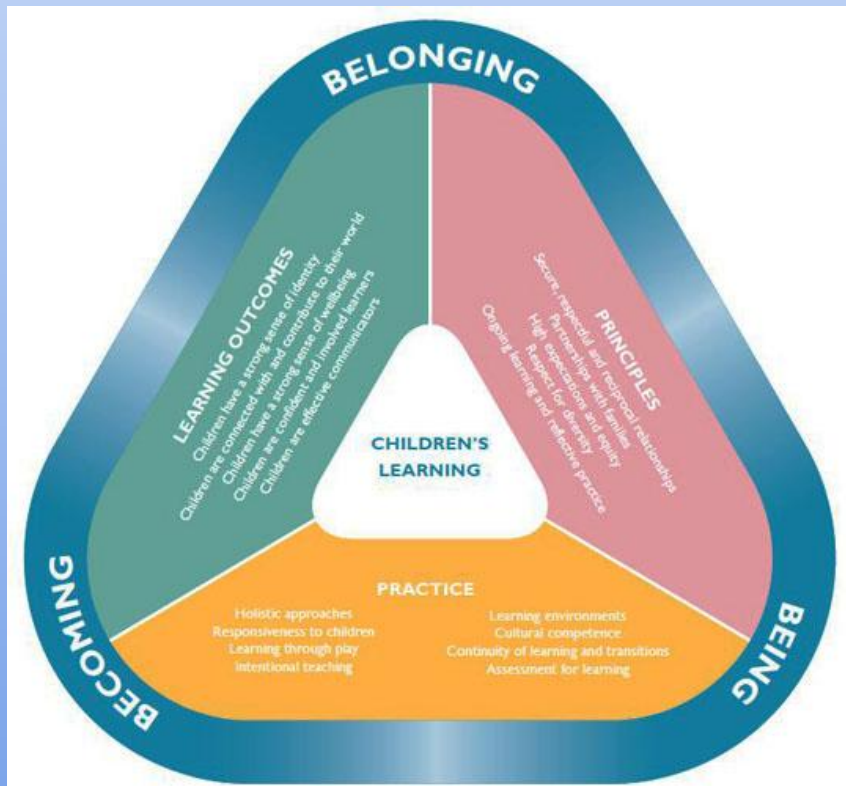 BELONGING
LEARNING OUTCOMES
Children have a strong sense of identity
Children are connected with and contribute to their world
Children have a strong sense of wellbeing
Children are confident and involved learners
Children are effective communicators
PRINCIPLES
Secure, respectful and reciprocal relationships
Partnerships with families
High expectations and equity
Respect for diversity
Ongoing learning and reflective practice
CHILDREN'S
LEARNING
PRACTICE
Holistic approaches
Responsiveness to children
Learning through play
Intentional teaching
Learning environments
Cultural competence
Continuity of learning and transitions
Assessment for learning
BECOMING
BEING